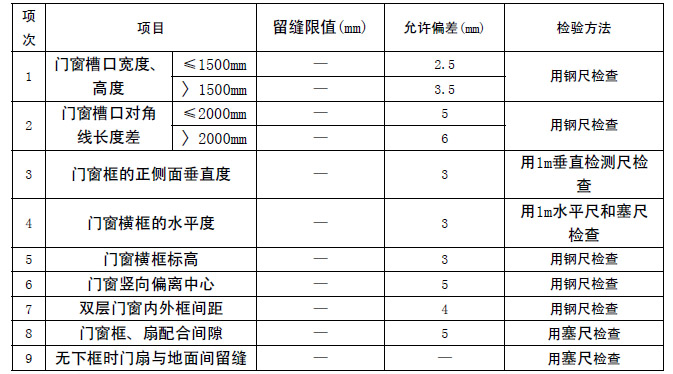 项次 项目 留缝限值(mm) 允许偏差(mm) 检验方法
1 门窗槽口宽度、高度 ≤1500mm — 2.5 用钢尺检查
〉1500mm — 3.5
2 门窗槽口对角线长度差 ≤2000mm — 5 用钢尺检查
〉2000mm — 6
3 门窗框的正侧面垂直度 — 3 用1m垂直检测尺检查
4 门窗横框的水平度 — 3 用1m水平尺和塞尺检查
5 门窗横框标高 — 3 用钢尺检查
6 门窗竖向偏离中心 — 5 用钢尺检查
7 双层门窗内外框间距 — 4 用钢尺检查
8 门窗框、扇配合间隙 — 5 用塞尺检查
9 无下框时门扇与地面间留缝 — — 用塞尺检查